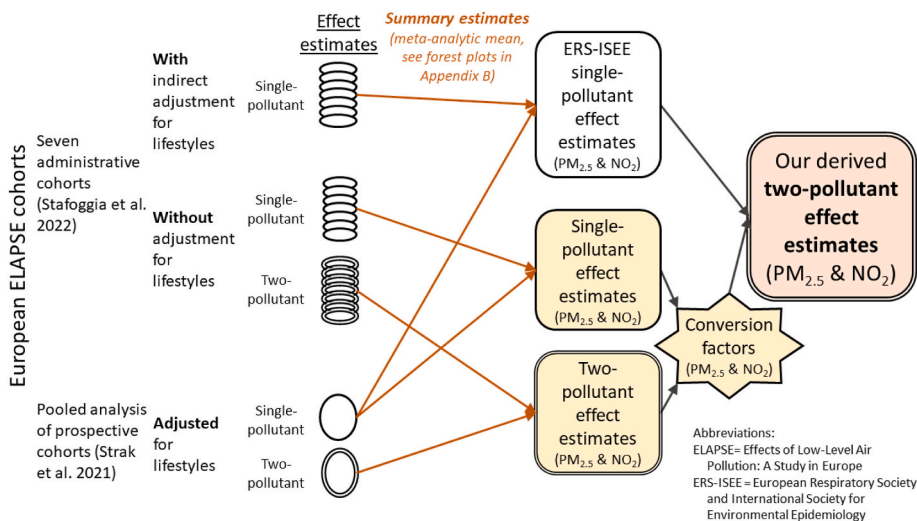 European ELAPSE cohorts
Seven
administrative
cohorts
(Stafoggia et al.
2022)
Pooled analysis
of prospective
cohorts (Strak
et al. 2021)
With
indirect
adjustment
for
lifestyles
Without
adjustment
for
lifestyles
Adjusted
for
lifestyles
Effect
estimates
Single-
pollutant
Single-
pollutant
Two-
pollutant
Single-
pollutant
Two-
pollutant
Summary estimates
(meta-analytic mean,
see forest plots in
Appendix B)
ERS-ISEE
single-
pollutant
effect
estimates
(PM2.5 & NO2)
Single-
pollutant
effect
estimates
(PM2.5 & NO2)
Two-
pollutant
effect
estimates
(PM2.5 & NO2)
Conversion
factors
(PM2.5 & NO2)
Our derived
two-pollutant
effect
estimates
(PM2.5 & NO2)
Abbreviations:
ELAPSE= Effects of Low-Level Air
Pollution: A Study in Europe
ERS-ISEE = European Respiratory Society
and International Society for
Environmental Epidemiology